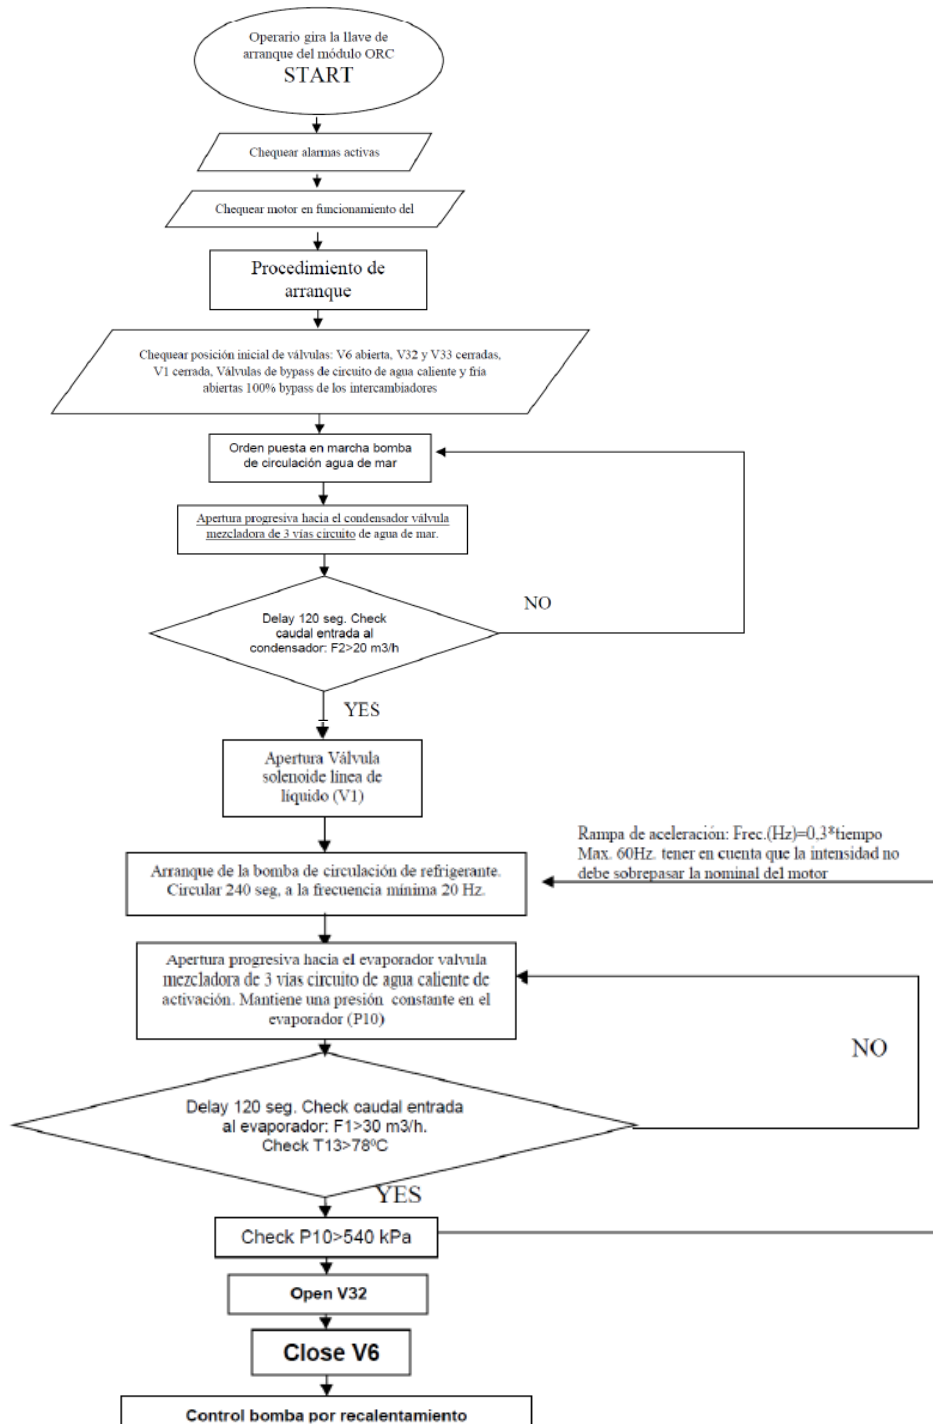 Operario gira la llave de
arranque del módulo ORC
START
Chequear alarmas activas
Chequear motor en funcionamiento del
Procedimiento de
arranque
Chequear posición inicial de válvulas: V6 abierta, V32 y V33 cerradas,
V1 cerrada, Válvulas de bypass de circuito de agua caliente y fría
abiertas 100% bypass de los intercambiadores
Orden puesta en marcha bomba
de circulación agua de mar
Apertura progresiva hacia el condensador válvula
mezcladora de 3 vías circuito de agua de mar.
Delay 120 seg. Check
caudal entrada al
condensador: F2>20 m3/h
NO
YES
Apertura Válvula
solenoide línea de
líquido (V1)
Rampa de aceleración: Frec.(Hz)=0,3*tiempo
Max. 60Hz. tener en cuenta que la intensidad no
debe sobrepasar la nominal del motor
Arranque de la bomba de circulación de refrigerante.
Circular 240 seg, a la frecuencia mínima 20 Hz.
Apertura progresiva hacia el evaporador valvula
mezcladora de 3 vías circuito de agua caliente de
activación. Mantiene una presión constante en el
evaporador (P10)
NO
Delay 120 seg. Check caudal entrada
al evaporador: F1>30 m3/h.
Check T13>78ºC
YES
Check P10>540 kPa
Open V32
Close V6
Control bomba por recalentamiento